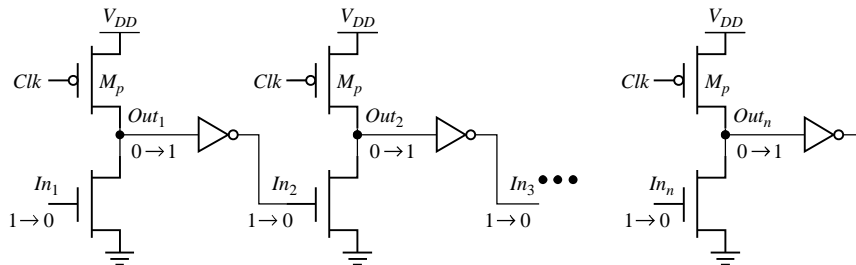 V_DD V_DD V_DD
Clk M_p Clk M_p Clk M_p
Out_1 Out_2 Out_n
0→1 0→1 0→1
In_1 In_2 In_3 ••• In_n
1→0 1→0 1→0 1→0